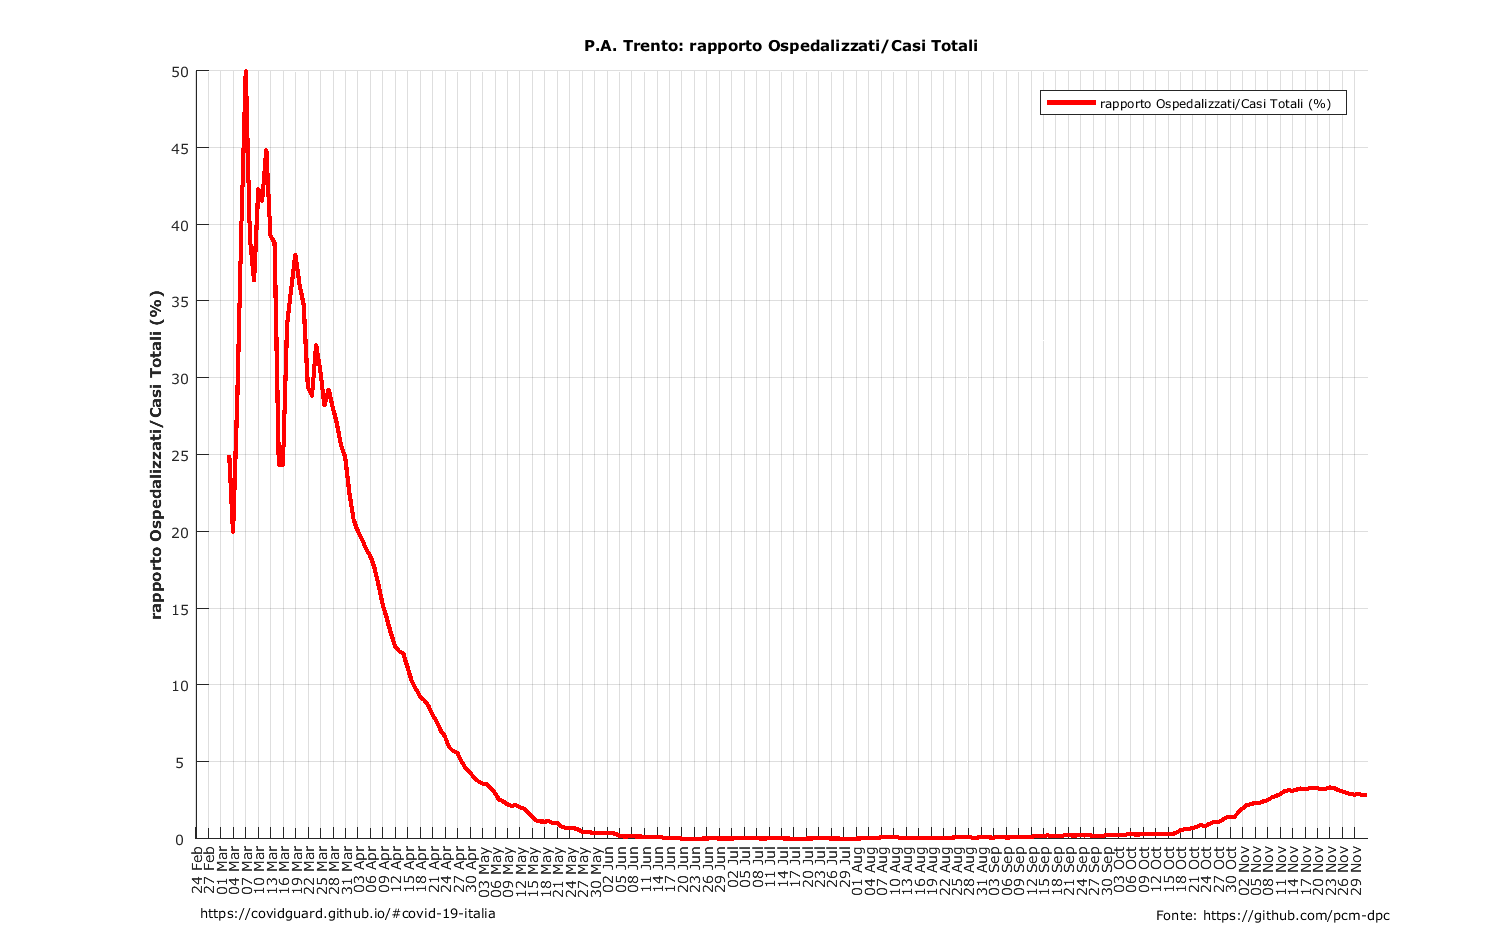 P.A. Trento: rapporto Ospedalizzati/Casi Totali
rapporto Ospedalizzati/Casi Totali (%)
rapporto Ospedalizzati/Casi Totali (%)
50
45
40
35
30
25
20
15
10
5
0
24 Feb
27 Feb
01 Mar
04 Mar
07 Mar
10 Mar
13 Mar
16 Mar
19 Mar
22 Mar
25 Mar
28 Mar
31 Mar
03 Apr
06 Apr
09 Apr
12 Apr
15 Apr
18 Apr
21 Apr
24 Apr
27 Apr
30 Apr
03 May
06 May
09 May
12 May
15 May
18 May
21 May
24 May
27 May
30 May
02 Jun
05 Jun
08 Jun
11 Jun
14 Jun
17 Jun
20 Jun
23 Jun
26 Jun
29 Jun
02 Jul
05 Jul
08 Jul
11 Jul
14 Jul
17 Jul
20 Jul
23 Jul
26 Jul
29 Jul
01 Aug
04 Aug
07 Aug
10 Aug
13 Aug
16 Aug
19 Aug
22 Aug
25 Aug
28 Aug
31 Aug
03 Sep
06 Sep
09 Sep
12 Sep
15 Sep
18 Sep
21 Sep
24 Sep
27 Sep
30 Sep
03 Oct
06 Oct
09 Oct
12 Oct
15 Oct
18 Oct
21 Oct
24 Oct
27 Oct
30 Oct
02 Nov
05 Nov
08 Nov
11 Nov
14 Nov
17 Nov
20 Nov
23 Nov
26 Nov
29 Nov
https://covidguard.github.io/#covid-19-italia
Fonte: https://github.com/pcm-dpc